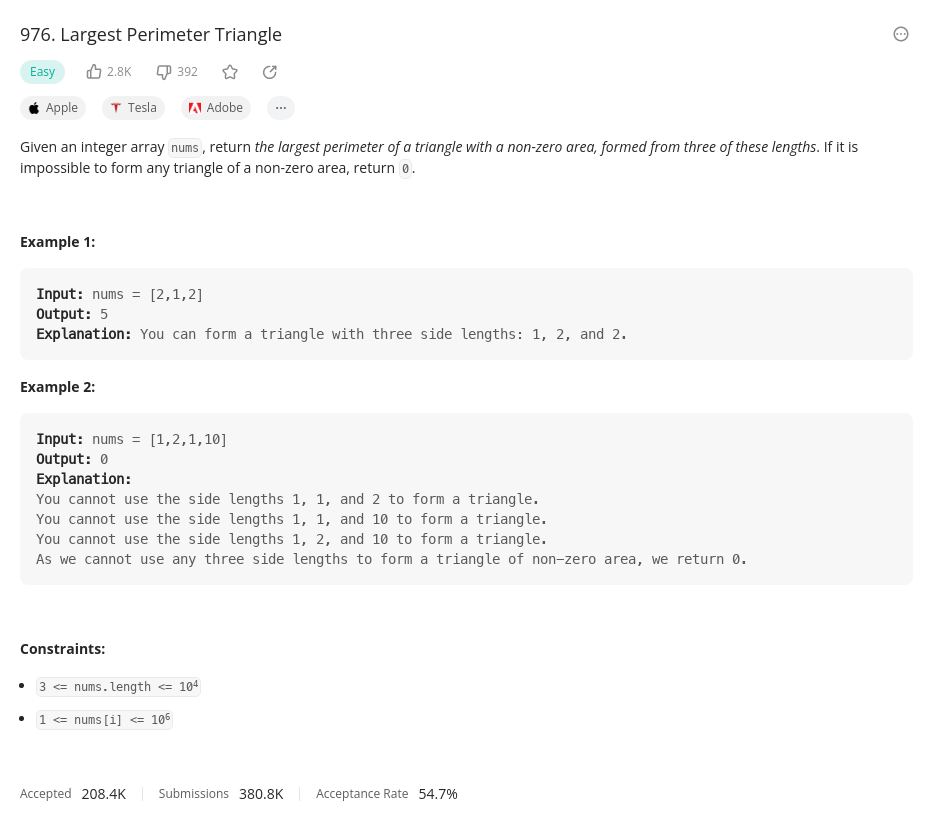 976. Largest Perimeter Triangle
Easy 2.8K 392
Apple Tesla Adobe ...
Given an integer array nums, return the largest perimeter of a triangle with a non-zero area, formed from three of these lengths. If it is
impossible to form any triangle of a non-zero area, return 0.
Example 1:
Input: nums = [2,1,2]
Output: 5
Explanation: You can form a triangle with three side lengths: 1, 2, and 2.
Example 2:
Input: nums = [1,2,1,10]
Output: 0
Explanation:
You cannot use the side lengths 1, 1, and 2 to form a triangle.
You cannot use the side lengths 1, 1, and 10 to form a triangle.
You cannot use the side lengths 1, 2, and 10 to form a triangle.
As we cannot use any three side lengths to form a triangle of non−zero area, we return 0.
Constraints:
• 3 <= nums.length <= 10⁴
• 1 <= nums[i] <= 10⁶
Accepted 208.4K Submissions 380.8K Acceptance Rate 54.7%